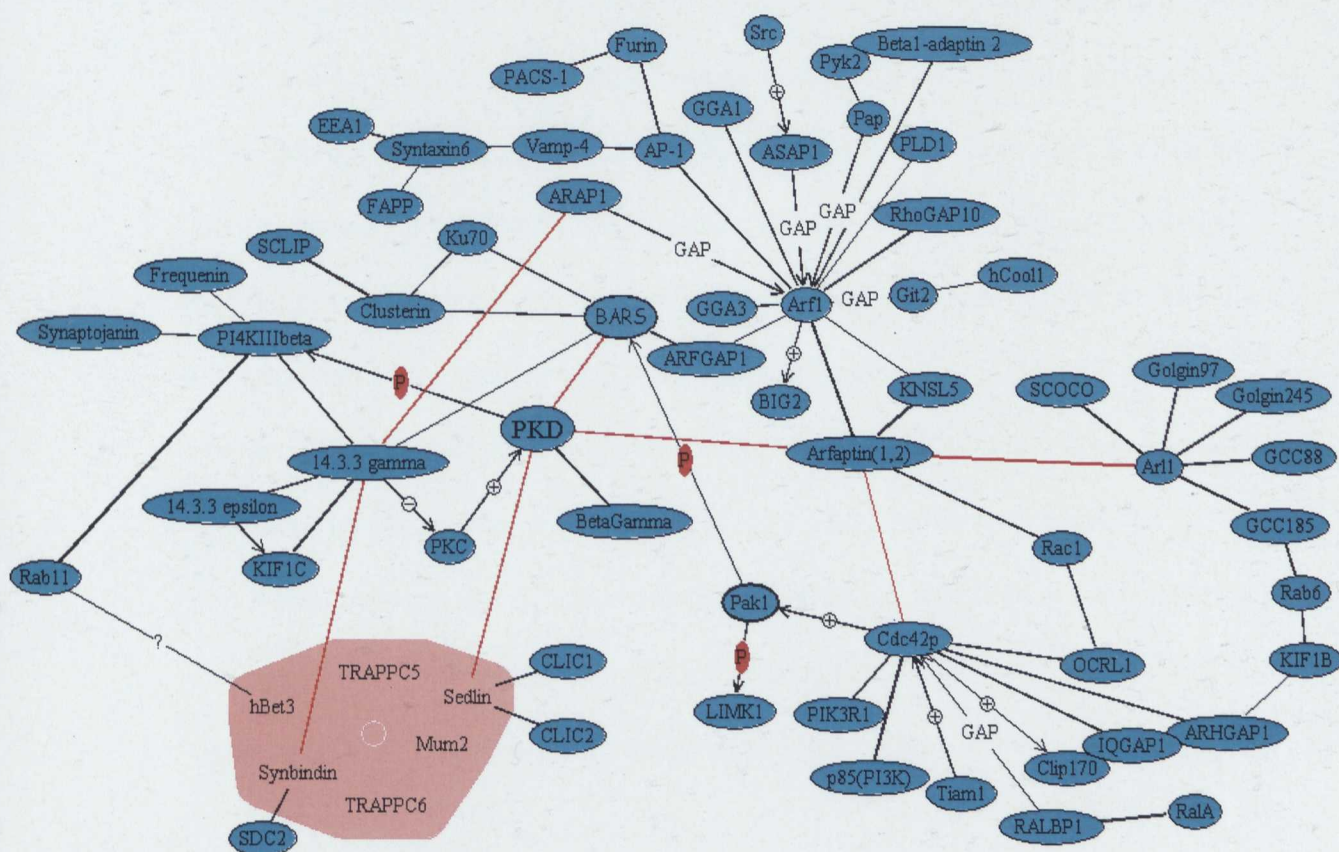 Src
Furin
Beta1-adaptin 2
Pyk2
PACS-1
GGA1
Pap
EEA1
Syntaxin6
Vamp-4
AP-1
ASAP1
PLD1
FAPP
ARAP1
GAP
GAP
RhoGAP10
SCLIP
Ku70
GAP
Frequenin
hCool1
Clusterin
BARS
GGA3
Arf1
GAP
Git2
Synaptojanin
PI4KIIIbeta
ARFGAP1
P
BIG2
KNSL5
SCOCO
Golgin97
Golgin245
PKD
Arfaptin(1,2)
14.3.3 gamma
P
Arl1
GCC88
14.3.3 epsilon
BetaGamma
PKC
GCC185
Rac1
KIF1C
Rab11
Rab6
Pak1
?
Cdc42p
P
CLIC1
OCRL1
KIF1B
TRAPPC5
Sedlin
hBet3
LIMK1
PIK3R1
GAP
ARHGAP1
CLIC2
Mum2
IQGAP1
Clip170
Synbindin
p85(PI3K)
Tiam1
TRAPPC6
RALBP1
RalA
SDC2